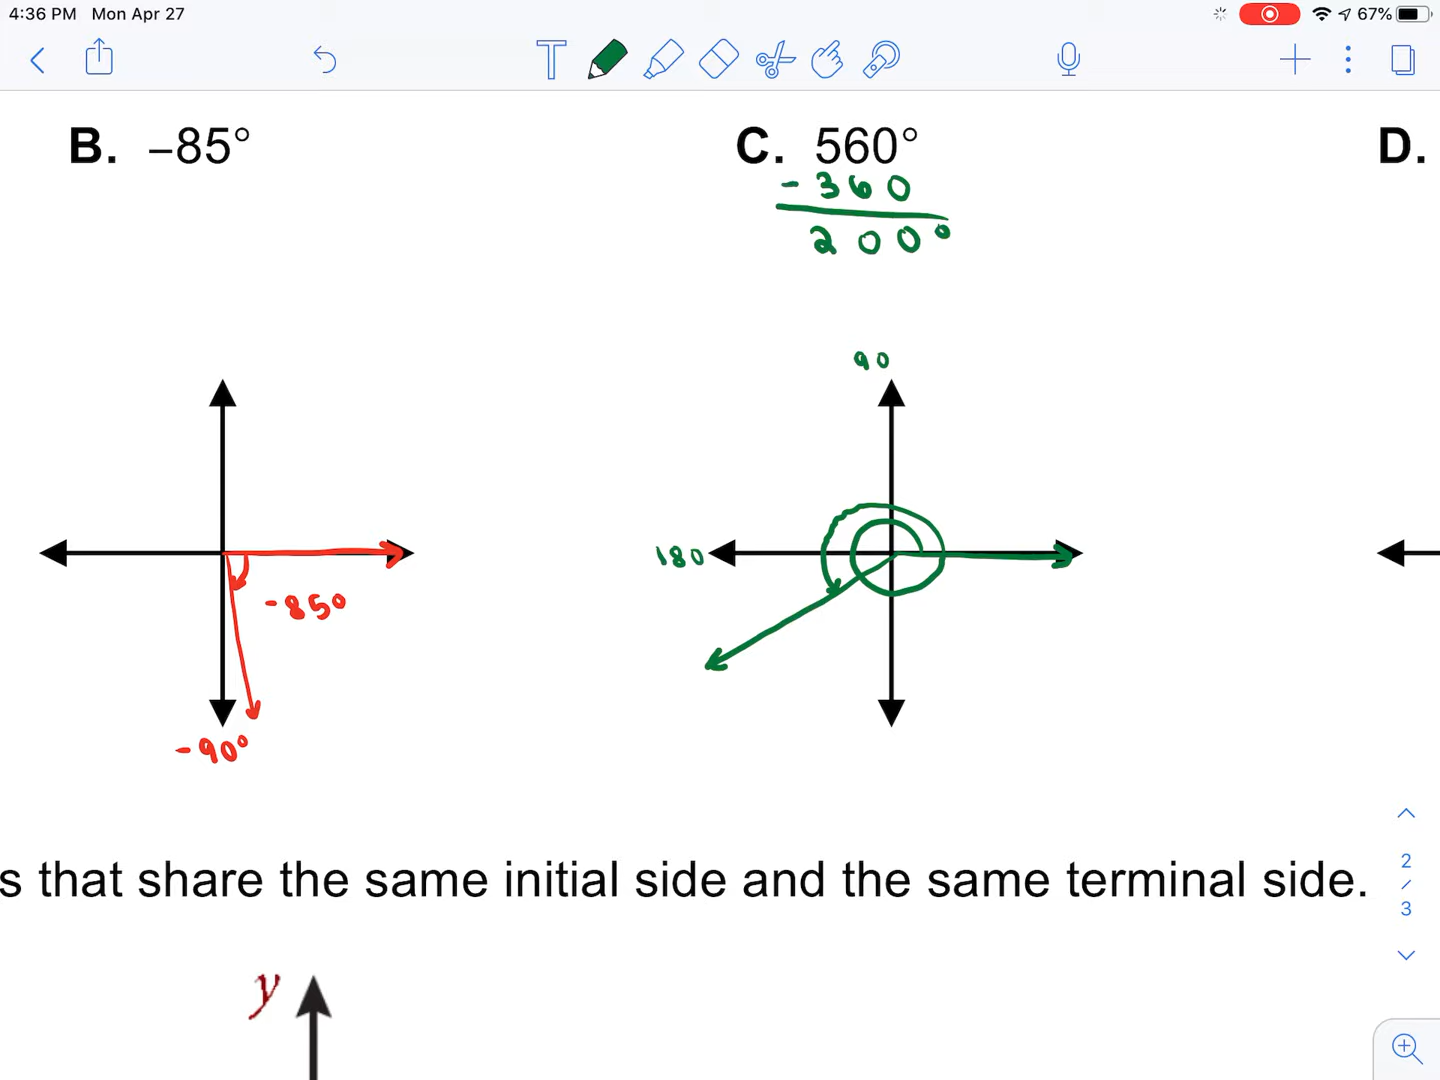 4:36 PM Mon Apr 27
67%
T
B. –85°
C. 560°
D.
- 360
200°
90
180
-85°
-90°
s that share the same initial side and the same terminal side.
2
/
3
y